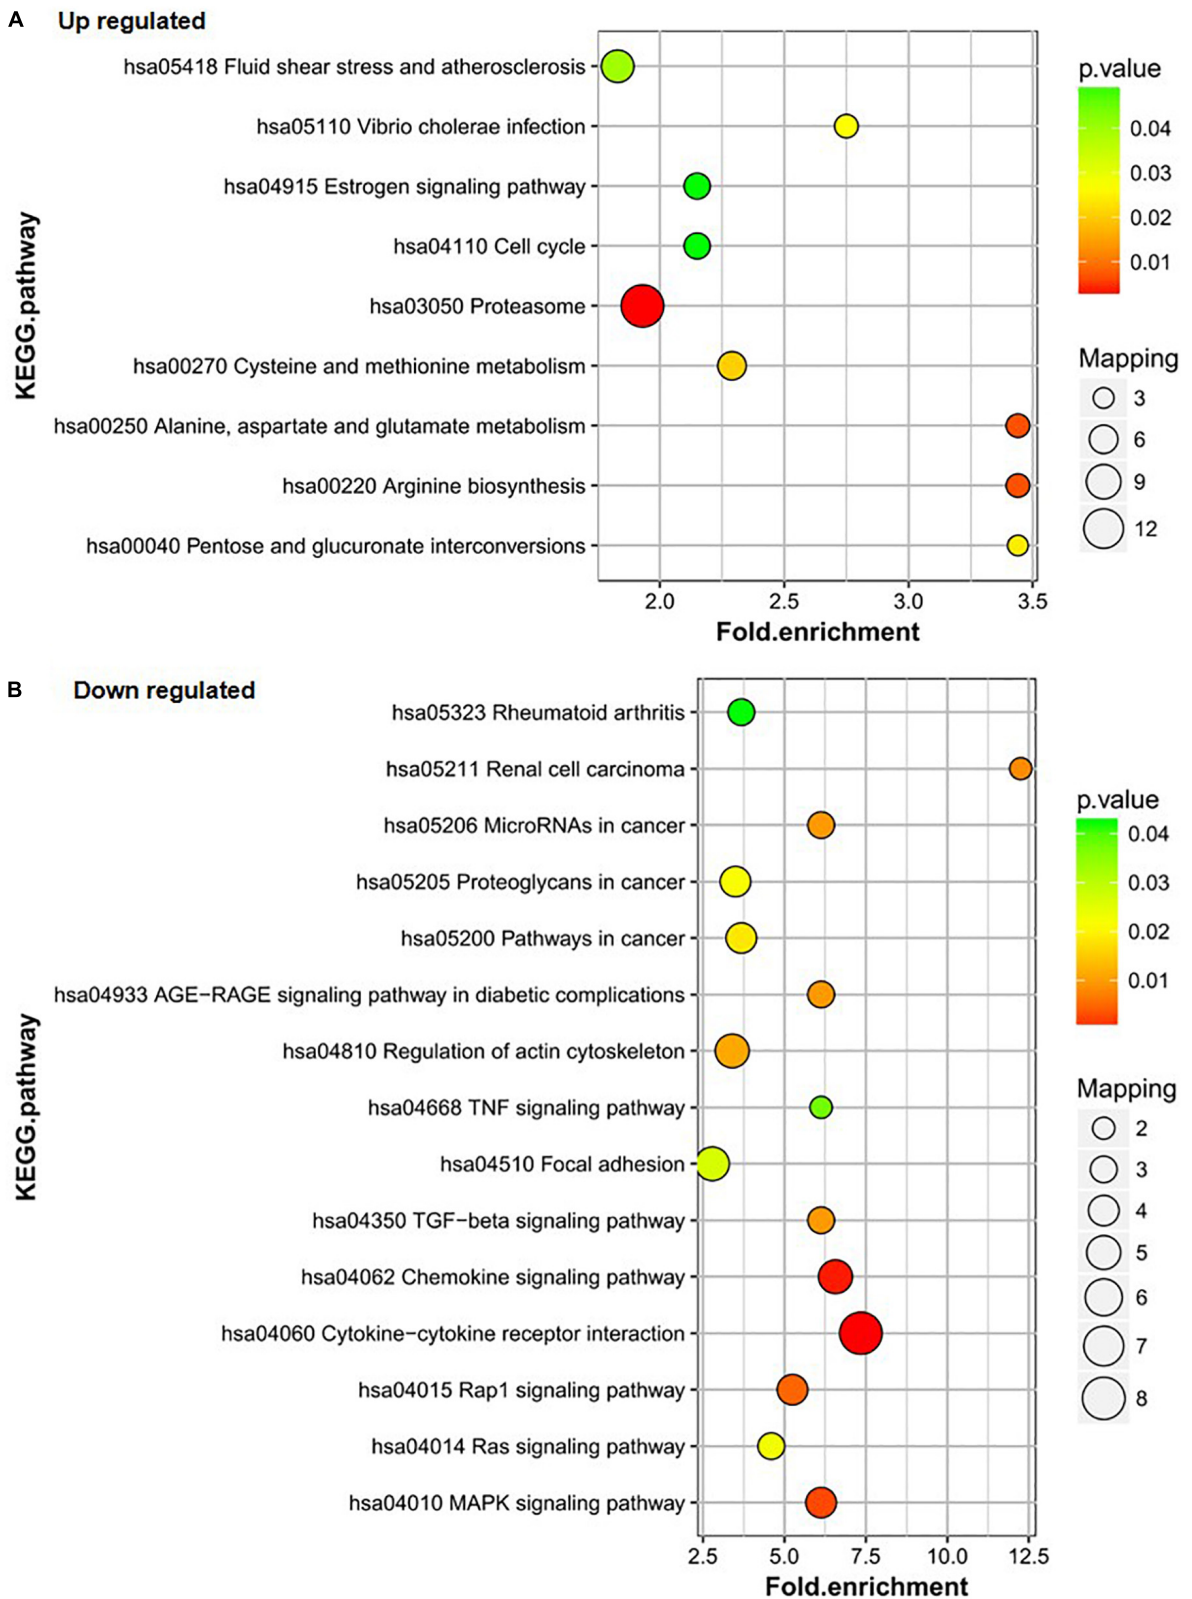 A Up regulated
hsa05418 Fluid shear stress and atherosclerosis
hsa05110 Vibrio cholerae infection
hsa04915 Estrogen signaling pathway
hsa04110 Cell cycle
hsa03050 Proteasome
hsa00270 Cysteine and methionine metabolism
hsa00250 Alanine, aspartate and glutamate metabolism
hsa00220 Arginine biosynthesis
hsa00040 Pentose and glucuronate interconversions
KEGG.pathway
2.0 2.5 3.0 3.5
Fold.enrichment
p.value
0.04
0.03
0.02
0.01
Mapping
3
6
9
12
B Down regulated
hsa05323 Rheumatoid arthritis
hsa05211 Renal cell carcinoma
hsa05206 MicroRNAs in cancer
hsa05205 Proteoglycans in cancer
hsa05200 Pathways in cancer
hsa04933 AGE−RAGE signaling pathway in diabetic complications
hsa04810 Regulation of actin cytoskeleton
hsa04668 TNF signaling pathway
hsa04510 Focal adhesion
hsa04350 TGF−beta signaling pathway
hsa04062 Chemokine signaling pathway
hsa04060 Cytokine−cytokine receptor interaction
hsa04015 Rap1 signaling pathway
hsa04014 Ras signaling pathway
hsa04010 MAPK signaling pathway
KEGG.pathway
2.5 5.0 7.5 10.0 12.5
Fold.enrichment
p.value
0.04
0.03
0.02
0.01
Mapping
2
3
4
5
6
7
8